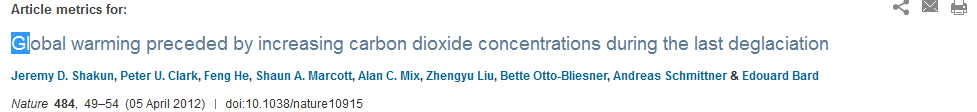 Article metrics for:
Global warming preceded by increasing carbon dioxide concentrations during the last deglaciation
Jeremy D. Shakun, Peter U. Clark, Feng He, Shaun A. Marcott, Alan C. Mix, Zhengyu Liu, Bette Otto-Bliesner, Andreas Schmittner & Edouard Bard
Nature 484, 49–54 (05 April 2012) | doi:10.1038/nature10915